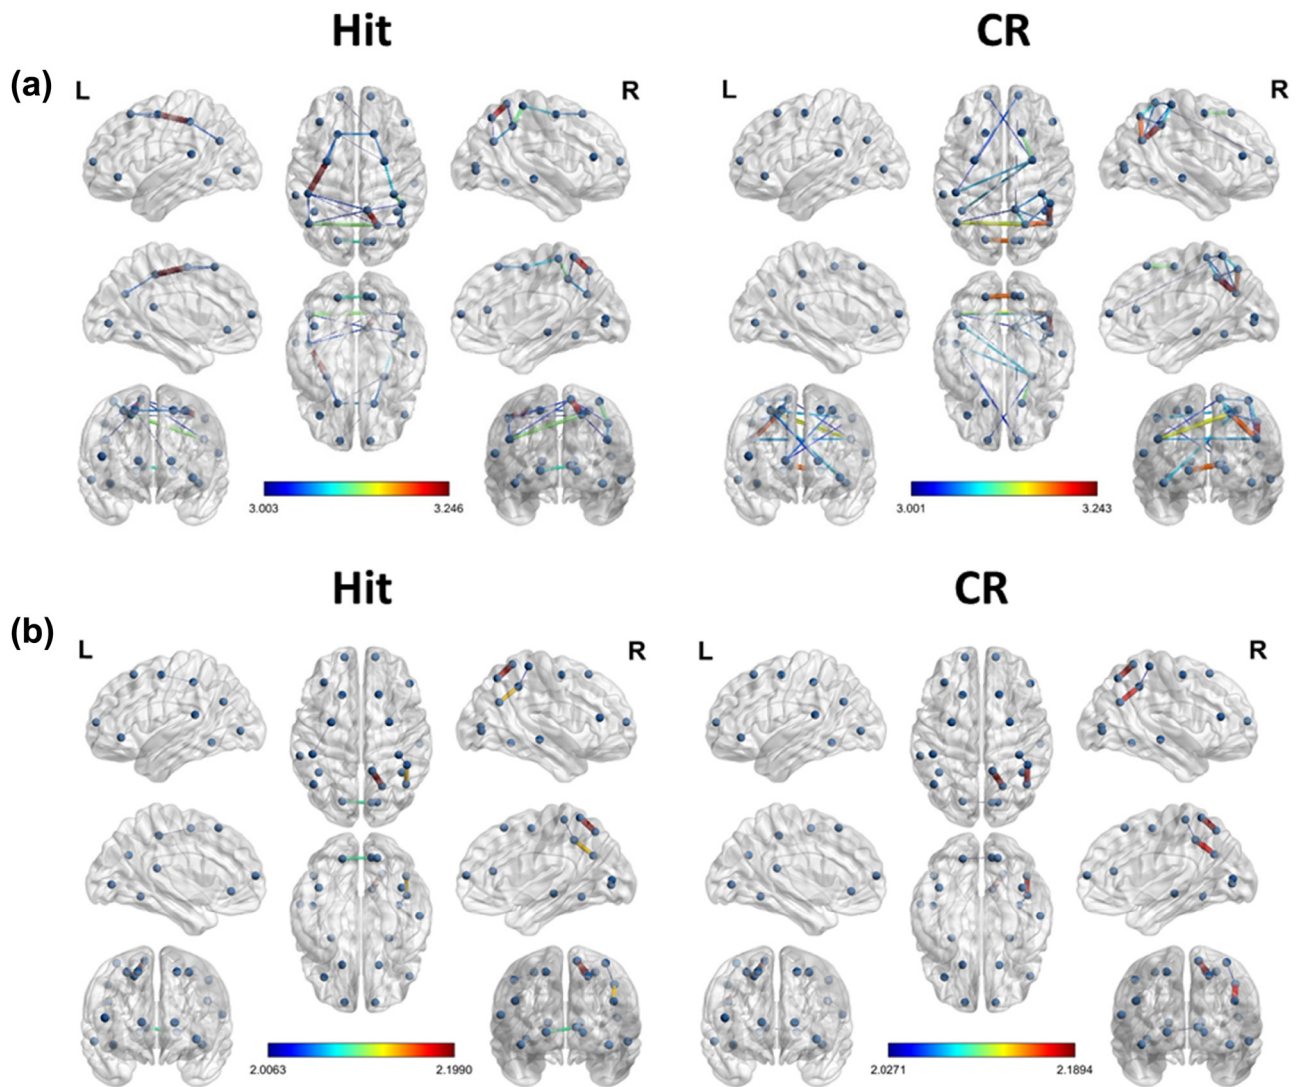 Hit CR
(a)
L R L R
3.003 3.246 3.001 3.243
Hit CR
(b)
L R L R
2.0063 2.1990 2.0271 2.1894